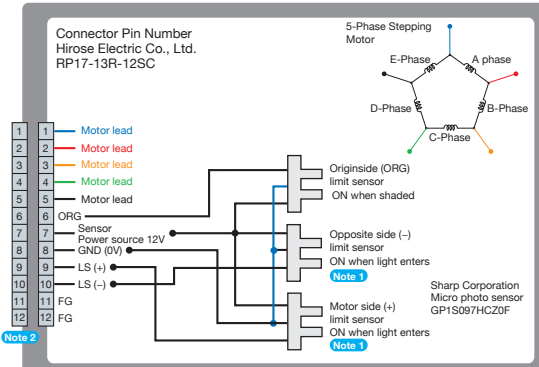 Connector Pin Number
Hirose Electric Co., Ltd.
RP17-13R-12SC
5-Phase Stepping
Motor
E-Phase
A phase
D-Phase
B-Phase
C-Phase
1 1 Motor lead
2 2 Motor lead
3 3 Motor lead
4 4 Motor lead
5 5 Motor lead
6 6 ORG
7 7 Sensor
Power source 12V
8 8 GND (0V)
9 9 LS (+)
10 10 LS (−)
11 11 FG
12 12 FG
Note 2
Originside (ORG)
limit sensor
ON when shaded
Opposite side (−)
limit sensor
ON when light enters
Note 1
Motor side (+)
limit sensor
ON when light enters
Note 1
Sharp Corporation
Micro photo sensor
GP1S097HCZ0F